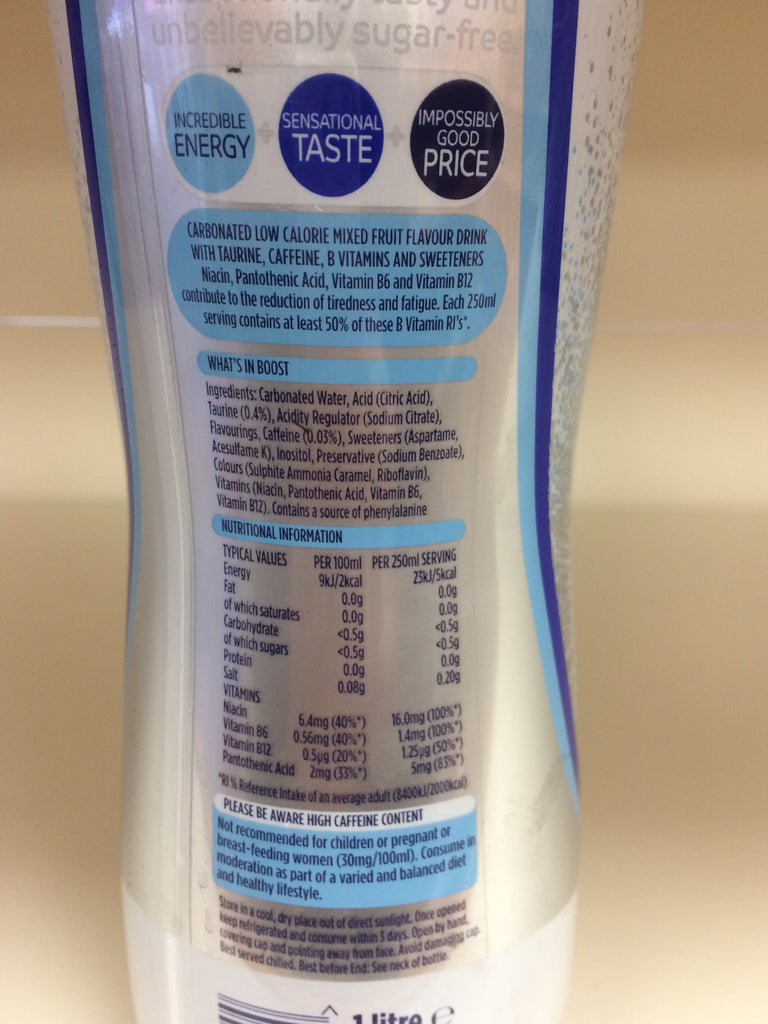 unbelievably sugar-free.
INCREDIBLE ENERGY + SENSATIONAL TASTE + IMPOSSIBLY GOOD PRICE
CARBONATED LOW CALORIE MIXED FRUIT FLAVOUR DRINK
WITH TAURINE, CAFFEINE, B VITAMINS AND SWEETENERS
Niacin, Pantothenic Acid, Vitamin B6 and Vitamin B12
contribute to the reduction of tiredness and fatigue. Each 250ml
serving contains at least 50% of these B Vitamin RI's*.
WHAT'S IN BOOST
Ingredients: Carbonated Water, Acid (Citric Acid),
Taurine (0.4%), Acidity Regulator (Sodium Citrate),
Flavourings, Caffeine (0.03%), Sweeteners (Aspartame,
Acesulfame K), Inositol, Preservative (Sodium Benzoate),
Colours (Sulphite Ammonia Caramel, Riboflavin),
Vitamins (Niacin, Pantothenic Acid, Vitamin B6,
Vitamin B12). Contains a source of phenylalanine
NUTRITIONAL INFORMATION
TYPICAL VALUES PER 100ml PER 250ml SERVING
Energy 9kJ/2kcal 23kJ/5kcal
Fat 0.0g 0.0g
of which saturates 0.0g 0.0g
Carbohydrate <0.5g <0.5g
of which sugars <0.5g <0.5g
Protein 0.0g 0.0g
Salt 0.08g 0.20g
VITAMINS
Niacin 6.4mg (40%*) 16.0mg (100%*)
Vitamin B6 0.56mg (40%*) 1.4mg (100%*)
Vitamin B12 0.5µg (20%*) 1.25µg (50%*)
Pantothenic Acid 2mg (33%*) 5mg (83%*)
*RI % Reference Intake of an average adult (8400kJ/2000kcal)
PLEASE BE AWARE HIGH CAFFEINE CONTENT
Not recommended for children or pregnant or
breast-feeding women (30mg/100ml). Consume in
moderation as part of a varied and balanced diet
and healthy lifestyle.
Store in a cool, dry place out of direct sunlight. Once opened
keep refrigerated and consume within 3 days. Open by hand,
covering cap and pointing away from face. Avoid damaging cap.
Best served chilled. Best before End: See neck of bottle.
1 litre e